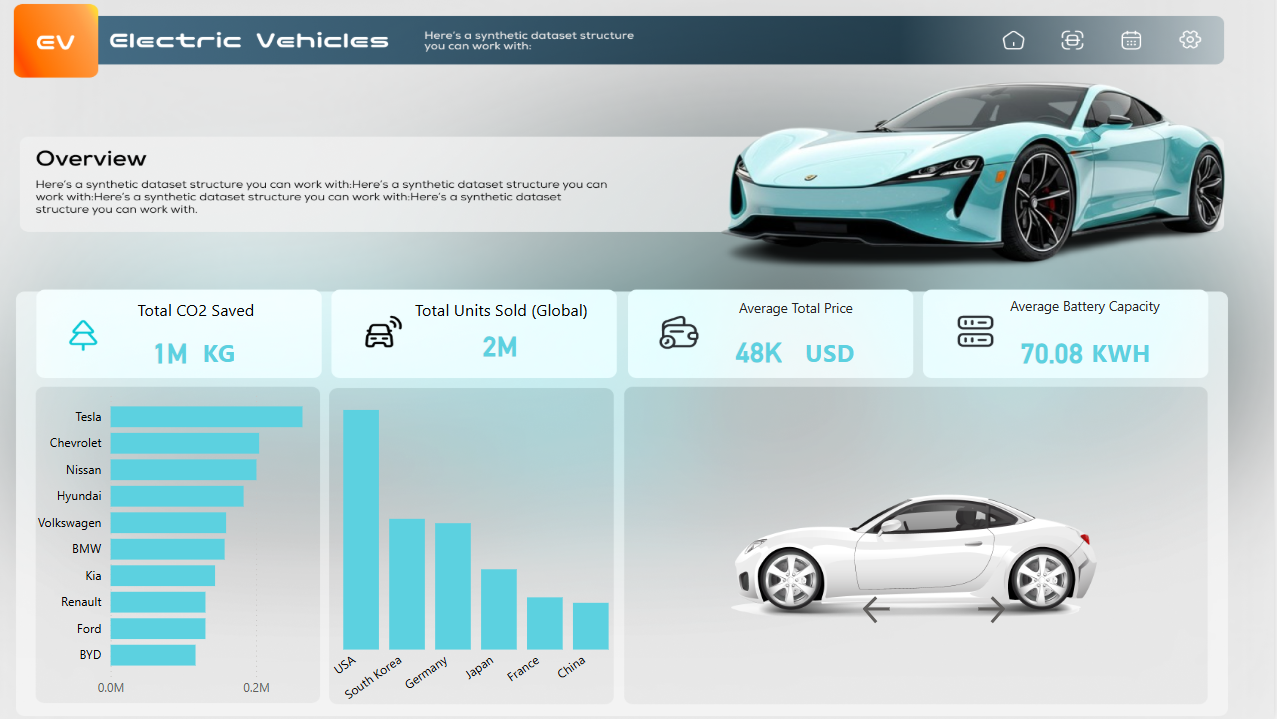 EV
Electric Vehicles
Here's a synthetic dataset structure
you can work with:
Overview
Here's a synthetic dataset structure you can work with:Here's a synthetic dataset structure you can
work with:Here's a synthetic dataset structure you can work with:Here's a synthetic dataset
structure you can work with.
Total CO2 Saved
1M KG
Total Units Sold (Global)
2M
Average Total Price
48K USD
Average Battery Capacity
70.08 KWH
Tesla
Chevrolet
Nissan
Hyundai
Volkswagen
BMW
Kia
Renault
Ford
BYD
0.0M
0.2M
USA
South Korea
Germany
Japan
France
China